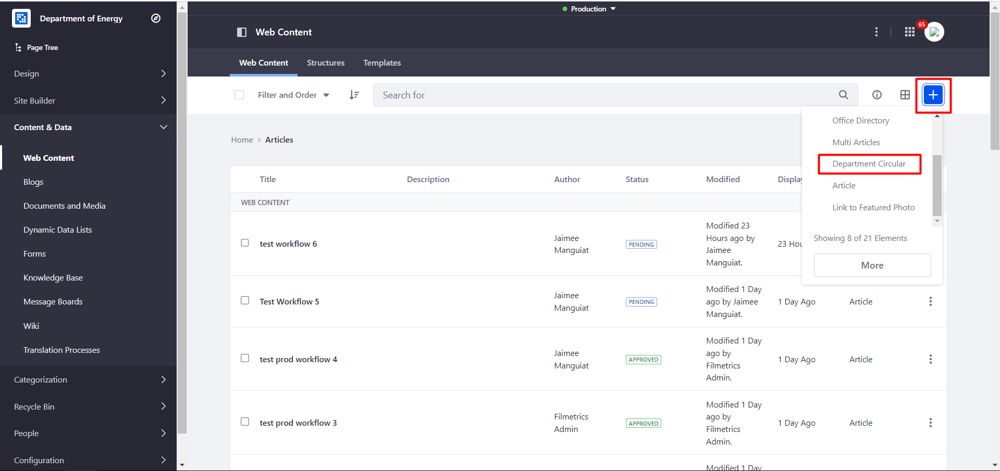 Department of Energy
Page Tree
Design
Site Builder
Content & Data
Web Content
Blogs
Documents and Media
Dynamic Data Lists
Forms
Knowledge Base
Message Boards
Wiki
Translation Processes
Categorization
Recycle Bin
People
Configuration
Production
Web Content
65
Web Content Structures Templates
Filter and Order Search for
Home > Articles
Office Directory
Multi Articles
Department Circular
Article
Link to Featured Photo
Showing 8 of 21 Elements
More
Title Description Author Status Modified Display
WEB CONTENT
test workflow 6
Jaimee
Manguiat
PENDING
Modified 23
Hours ago by
Jaimee
Manguiat.
23 Hou
Test Workflow 5
Jaimee
Manguiat
PENDING
Modified 1 Day
ago by Jaimee
Manguiat.
1 Day Ago
Article
test prod workflow 4
Jaimee
Manguiat
APPROVED
Modified 1 Day
ago by
Filmetrics
Admin.
1 Day Ago
Article
test prod workflow 3
Filmetrics
Admin
APPROVED
Modified 1 Day
ago by
Filmetrics
Admin.
1 Day Ago
Article
Modified 1 Day